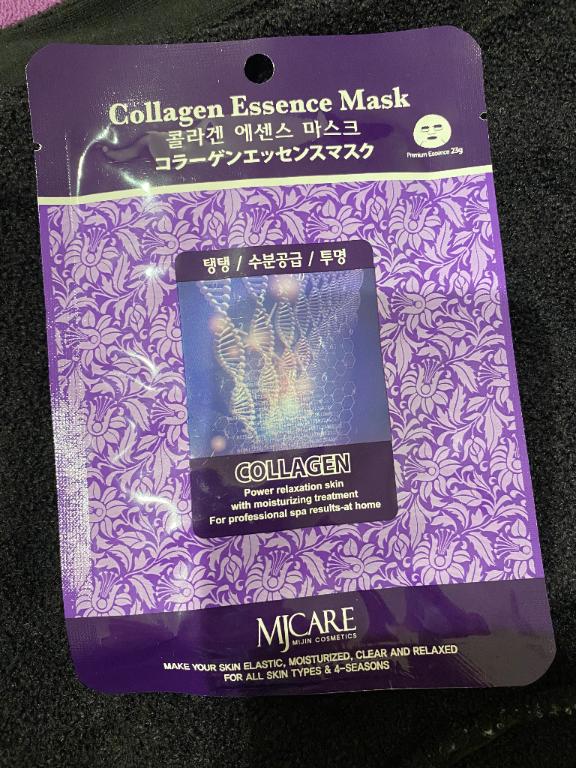 Collagen Essence Mask
콜라겐 에센스 마스크
コラーゲンエッセンスマスク
Premium Essence 23g
탱탱 / 수분공급 / 투명
COLLAGEN
Power relaxation skin
with moisturizing treatment
For professional spa results-at home
MJCARE
MIJIN COSMETICS
MAKE YOUR SKIN ELASTIC, MOISTURIZED, CLEAR AND RELAXED
FOR ALL SKIN TYPES & 4-SEASONS